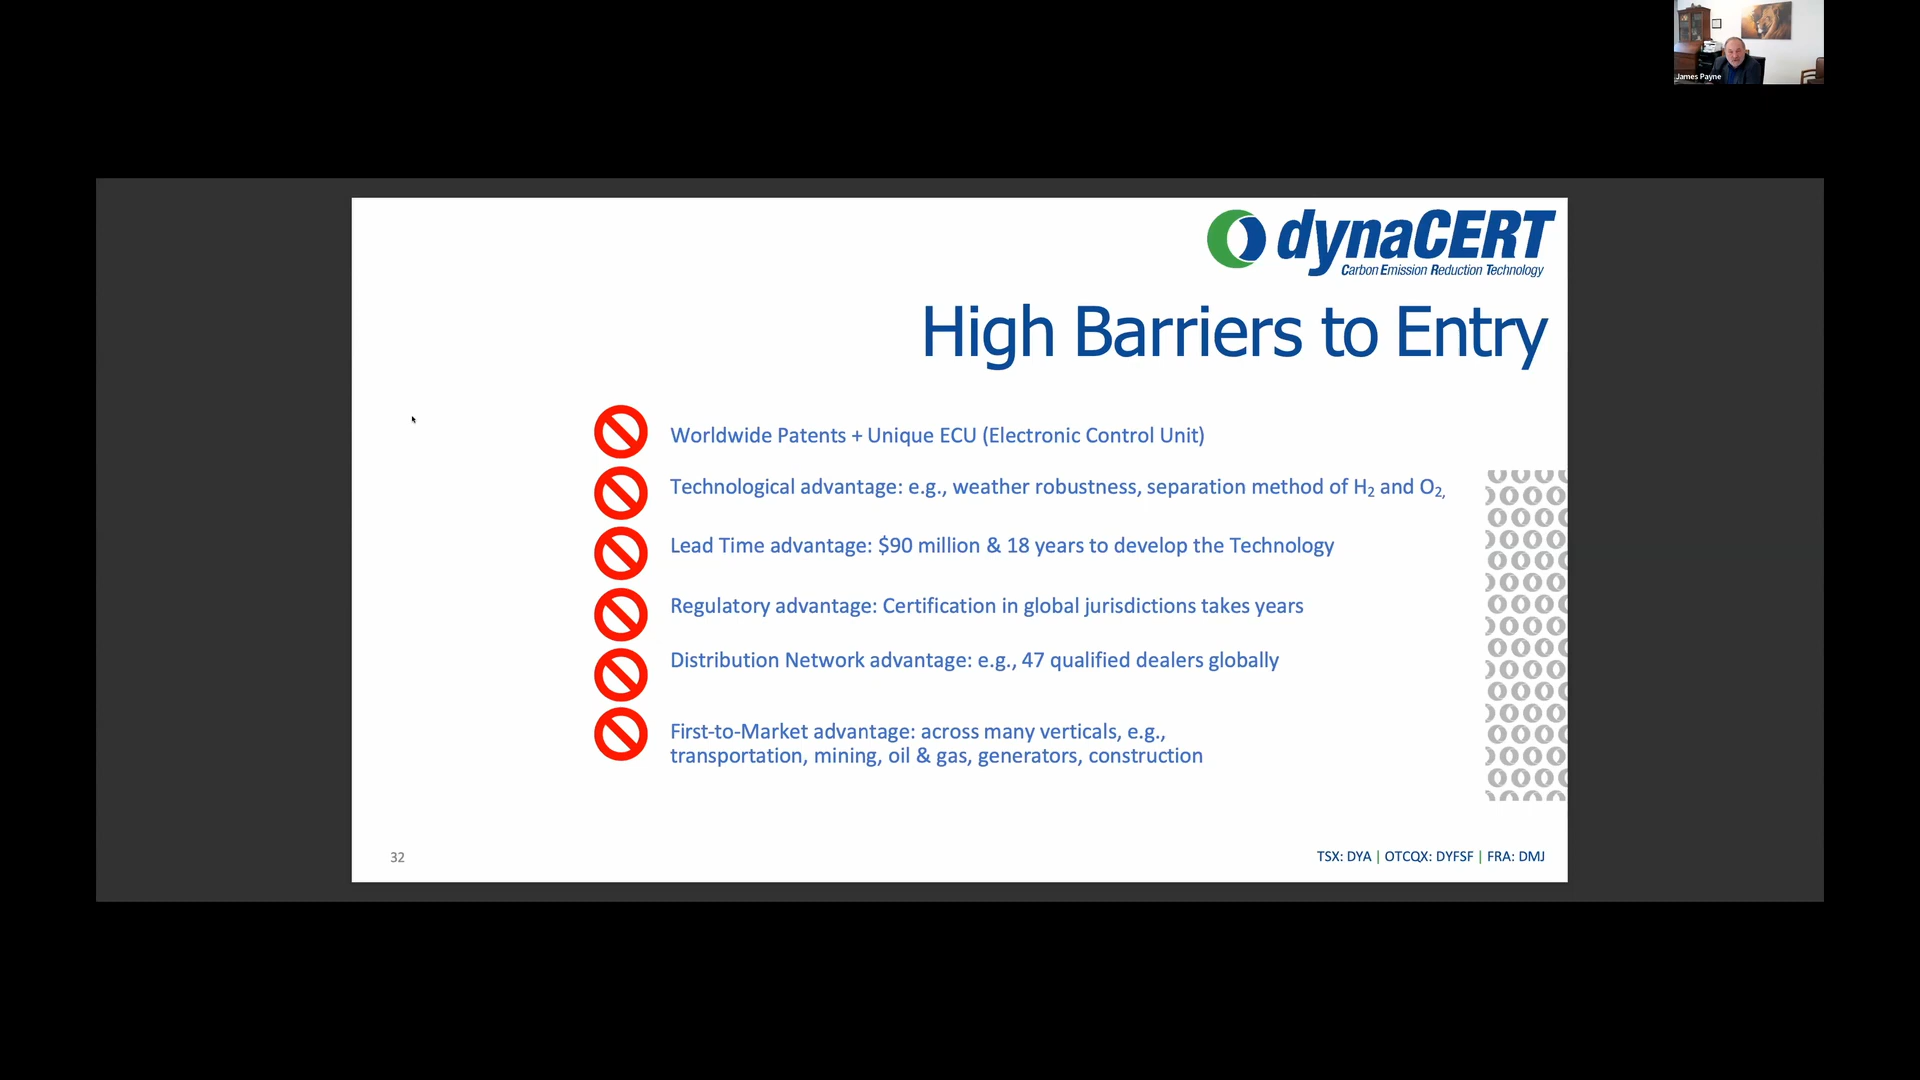 James Payne
dynaCERT
Carbon Emission Reduction Technology
High Barriers to Entry
Worldwide Patents + Unique ECU (Electronic Control Unit)
Technological advantage: e.g., weather robustness, separation method of H₂ and O₂,
Lead Time advantage: $90 million & 18 years to develop the Technology
Regulatory advantage: Certification in global jurisdictions takes years
Distribution Network advantage: e.g., 47 qualified dealers globally
First-to-Market advantage: across many verticals, e.g.,
transportation, mining, oil & gas, generators, construction
32
TSX: DYA | OTCQX: DYFSF | FRA: DMJ